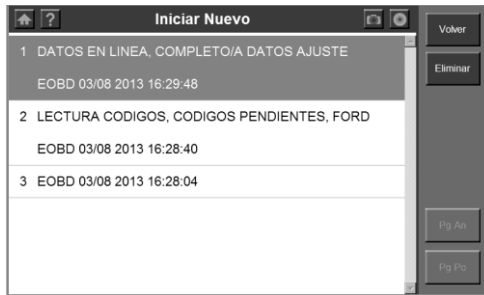 ?
Iniciar Nuevo
Volver
Eliminar
1 DATOS EN LINEA, COMPLETO/A DATOS AJUSTE
EOBD 03/08 2013 16:29:48
2 LECTURA CODIGOS, CODIGOS PENDIENTES, FORD
EOBD 03/08 2013 16:28:40
3 EOBD 03/08 2013 16:28:04
Pg An
Pg Po